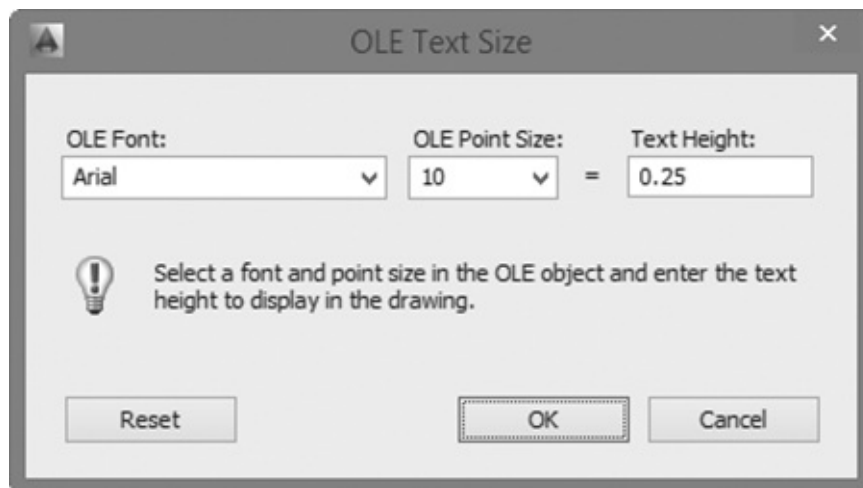 OLE Text Size
OLE Font: OLE Point Size: Text Height:
Arial 10 = 0.25
Select a font and point size in the OLE object and enter the text
height to display in the drawing.
Reset OK Cancel